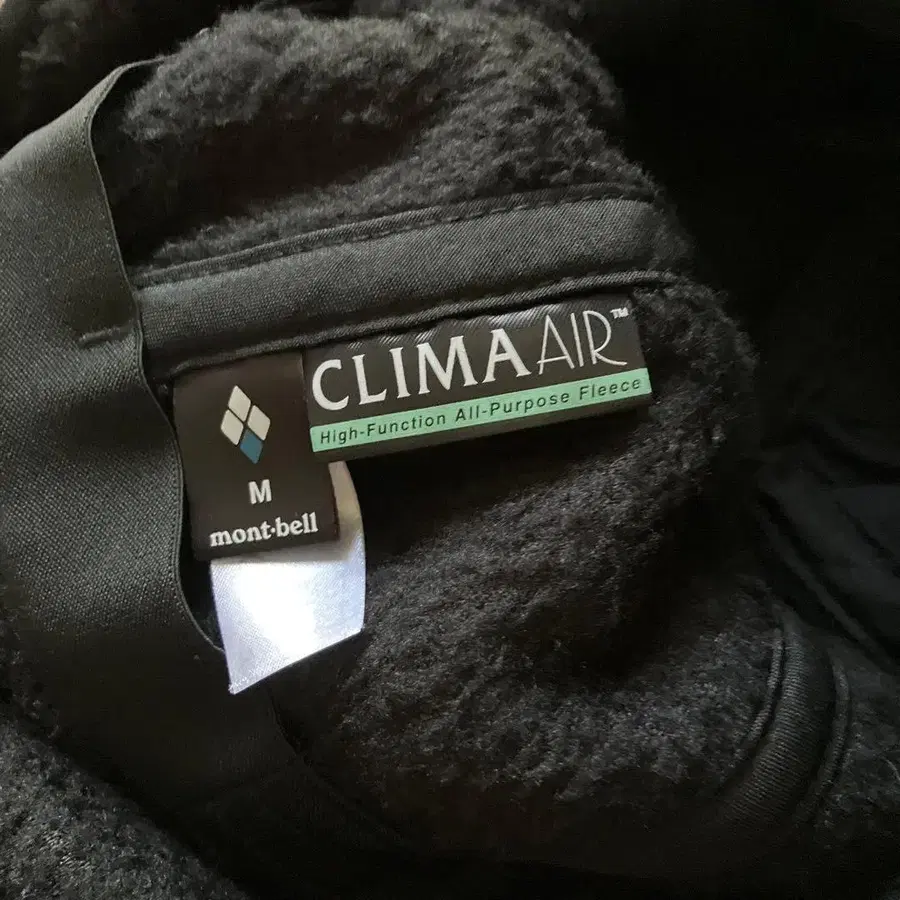 CLIMAAIR™
High-Function All-Purpose Fleece
M
mont·bell